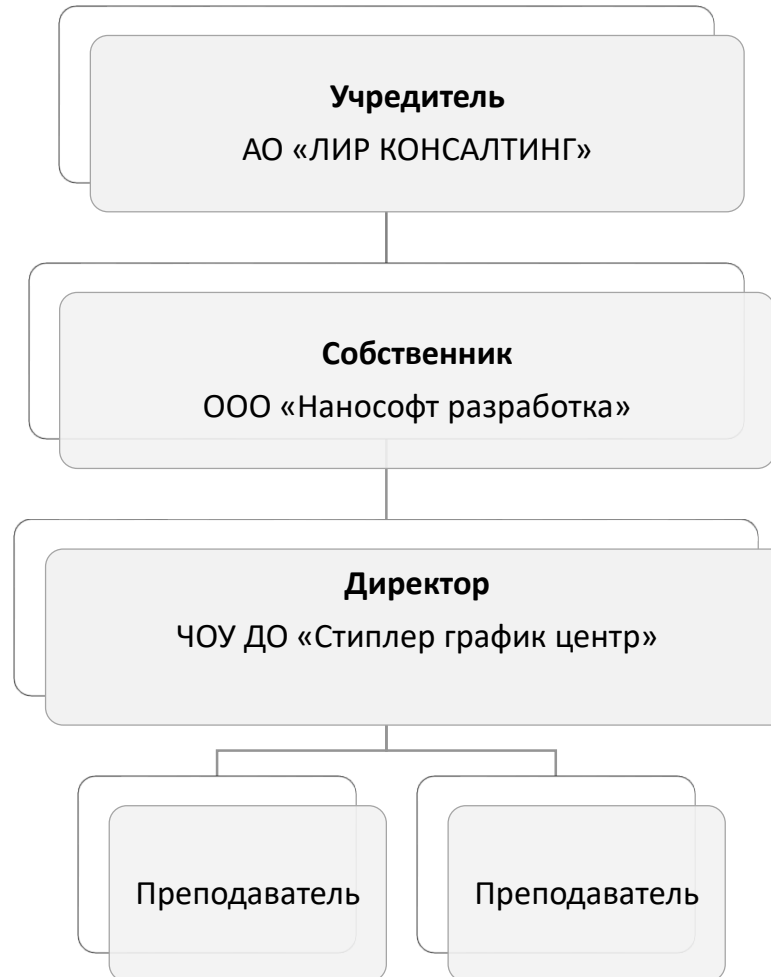 Учредитель
АО «ЛИР КОНСАЛТИНГ»
Собственник
ООО «Нанософт разработка»
Директор
ЧОУ ДО «Стиплер график центр»
Преподаватель
Преподаватель